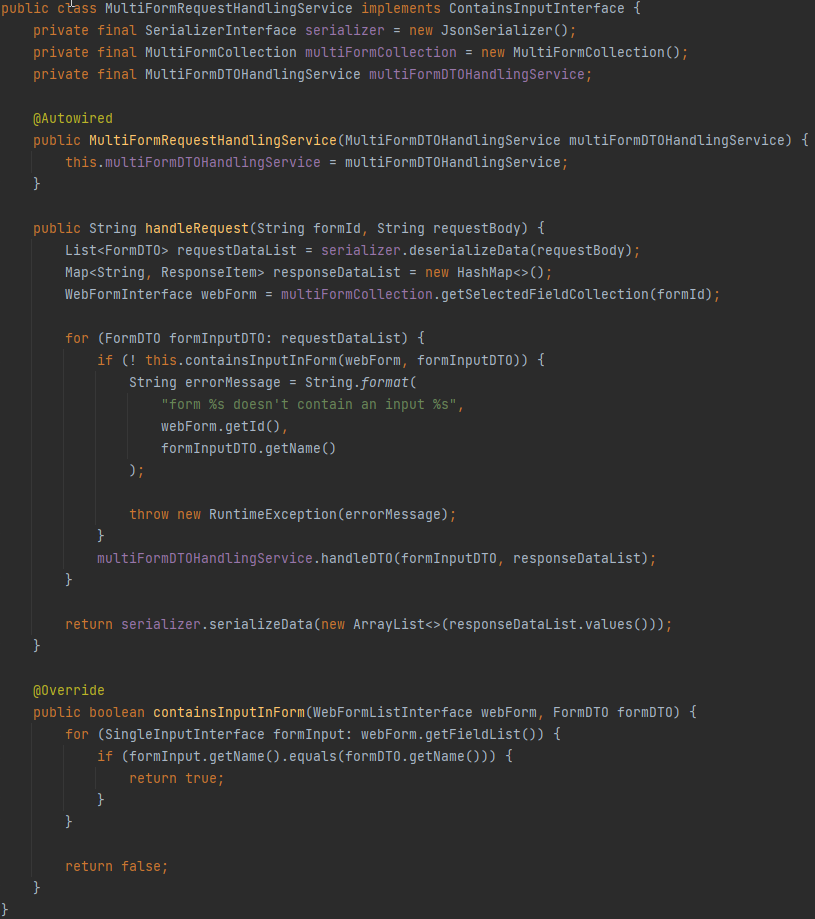 public class MultiFormRequestHandlingService implements ContainsInputInterface {
    private final SerializerInterface serializer = new JsonSerializer();
    private final MultiFormCollection multiFormCollection = new MultiFormCollection();
    private final MultiFormDTOHandlingService multiFormDTOHandlingService;

    @Autowired
    public MultiFormRequestHandlingService(MultiFormDTOHandlingService multiFormDTOHandlingService) {
        this.multiFormDTOHandlingService = multiFormDTOHandlingService;
    }

    public String handleRequest(String formId, String requestBody) {
        List<FormDTO> requestDataList = serializer.deserializeData(requestBody);
        Map<String, ResponseItem> responseDataList = new HashMap<>();
        WebFormInterface webForm = multiFormCollection.getSelectedFieldCollection(formId);

        for (FormDTO formInputDTO: requestDataList) {
            if (! this.containsInputInForm(webForm, formInputDTO)) {
                String errorMessage = String.format(
                    "form %s doesn't contain an input %s",
                    webForm.getId(),
                    formInputDTO.getName()
                );

                throw new RuntimeException(errorMessage);
            }
            multiFormDTOHandlingService.handleDTO(formInputDTO, responseDataList);
        }

        return serializer.serializeData(new ArrayList<>(responseDataList.values()));
    }

    @Override
    public boolean containsInputInForm(WebFormListInterface webForm, FormDTO formDTO) {
        for (SingleInputInterface formInput: webForm.getFieldList()) {
            if (formInput.getName().equals(formDTO.getName())) {
                return true;
            }
        }

        return false;
    }
}